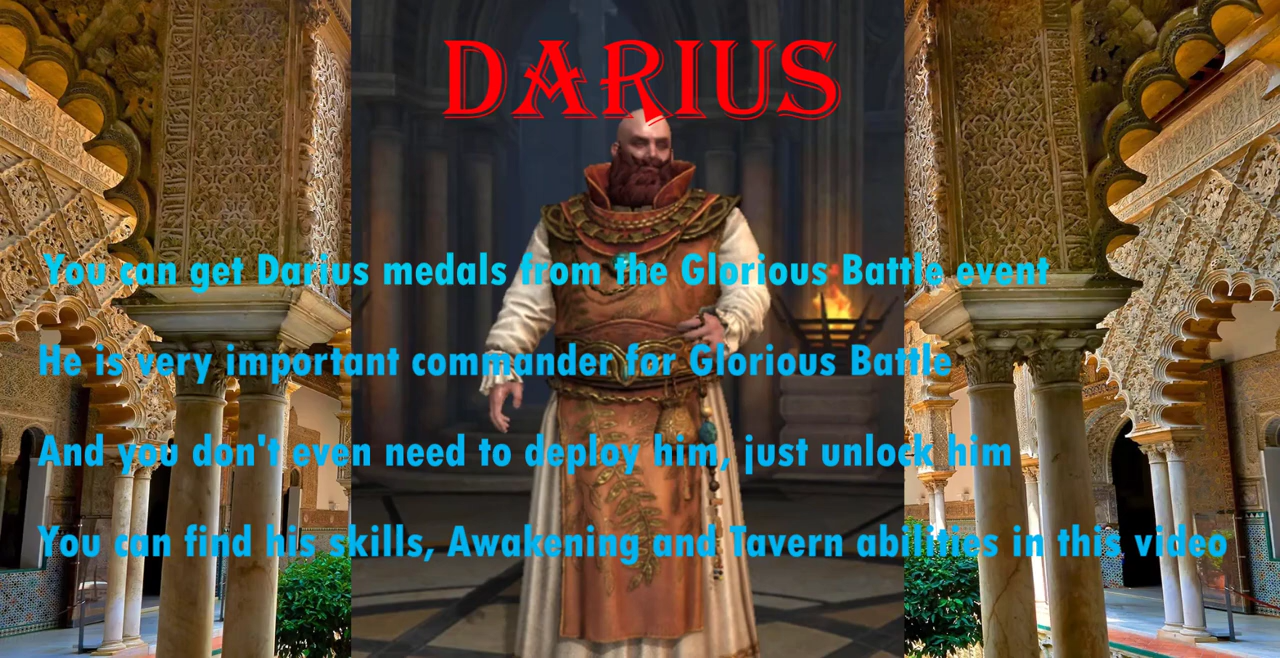 DARIUS
You can get Darius medals from the Glorious Battle event
He is very important commander for Glorious Battle
And you don't even need to deploy him, just unlock him
You can find his skills, Awakening and Tavern abilities in this video